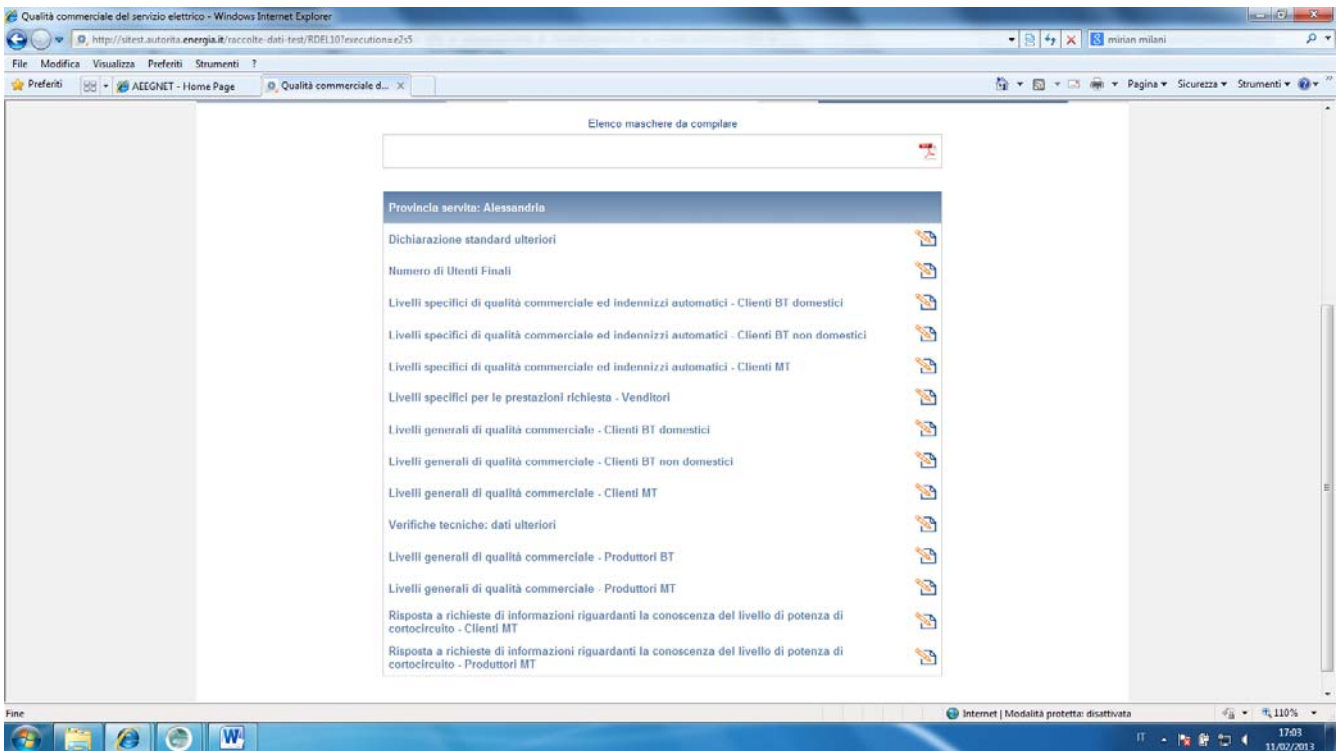 Qualità commerciale del servizio elettrico - Windows Internet Explorer
http://sitest.autorita.energia.it/raccolte-dati-test/RDEL10?execution=e2s5
mirian milani
File Modifica Visualizza Preferiti Strumenti ?
Preferiti AEEGNET - Home Page Qualità commerciale d... Pagina Sicurezza Strumenti
Elenco maschere da compilare
Provincia servita: Alessandria
Dichiarazione standard ulteriori
Numero di Utenti Finali
Livelli specifici di qualità commerciale ed indennizzi automatici - Clienti BT domestici
Livelli specifici di qualità commerciale ed indennizzi automatici - Clienti BT non domestici
Livelli specifici di qualità commerciale ed indennizzi automatici - Clienti MT
Livelli specifici per le prestazioni richiesta - Venditori
Livelli generali di qualità commerciale - Clienti BT domestici
Livelli generali di qualità commerciale - Clienti BT non domestici
Livelli generali di qualità commerciale - Clienti MT
Verifiche tecniche: dati ulteriori
Livelli generali di qualità commerciale - Produttori BT
Livelli generali di qualità commerciale - Produttori MT
Risposta a richieste di informazioni riguardanti la conoscenza del livello di potenza di
cortocircuito - Clienti MT
Risposta a richieste di informazioni riguardanti la conoscenza del livello di potenza di
cortocircuito - Produttori MT
Fine Internet | Modalità protetta: disattivata 110%
IT 17:03
11/02/2013